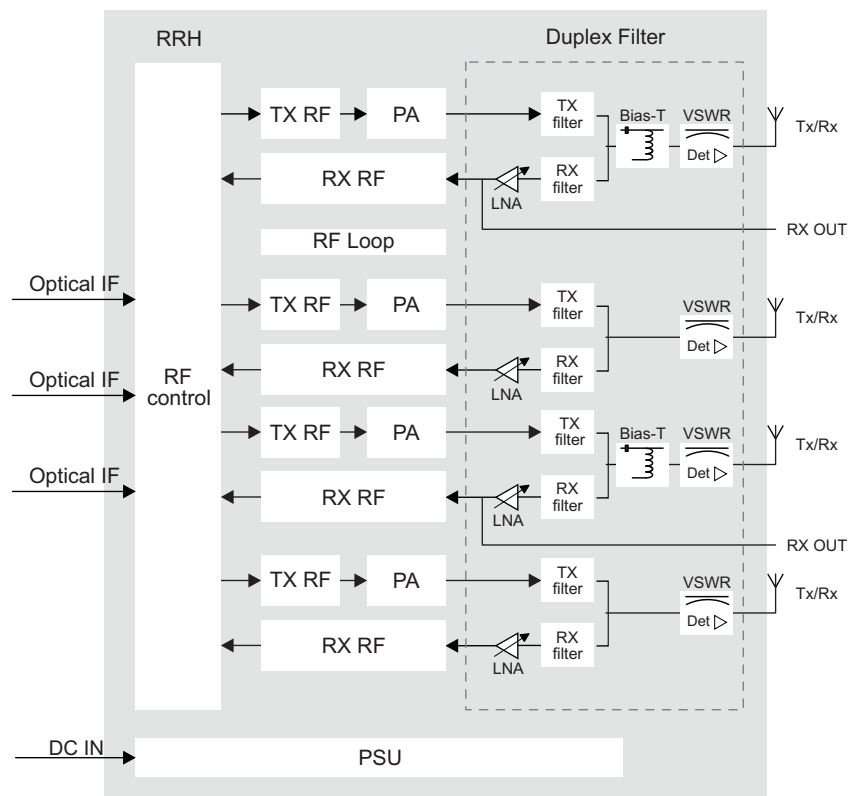 RRH
Duplex Filter
TX RF
PA
TX
filter
Bias-T
VSWR
Det
Tx/Rx
RX RF
LNA
RX
filter
RX OUT
RF Loop
Optical IF
TX RF
PA
TX
filter
VSWR
Det
Tx/Rx
RX RF
LNA
RX
filter
Optical IF
RF
control
TX RF
PA
TX
filter
Bias-T
VSWR
Det
Tx/Rx
Optical IF
RX RF
LNA
RX
filter
RX OUT
TX RF
PA
TX
filter
VSWR
Det
Tx/Rx
RX RF
LNA
RX
filter
DC IN
PSU